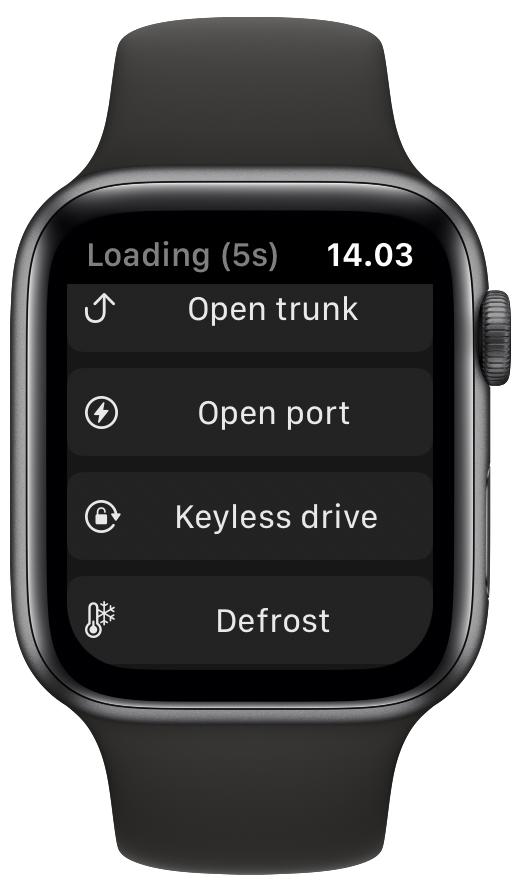 Loading (5s) 14.03
Open trunk
Open port
Keyless drive
Defrost